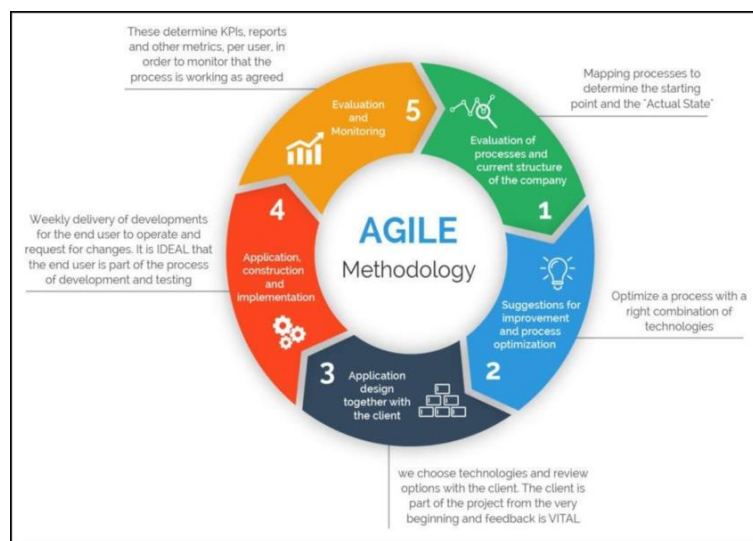 AGILE
Methodology
Evaluation of
processes and
current structure
of the company
1
Mapping processes to
determine the starting
point and the "Actual State"
Suggestions for
improvement
and process
optimization
2
Optimize a process with a
right combination of
technologies
3
Application
design
together with
the client
we choose technologies and review
options with the client. The client is
part of the project from the very
beginning and feedback is VITAL
4
Application,
construction
and
implementation
Weekly delivery of developments
for the end user to operate and
request for changes. It is IDEAL that
the end user is part of the process
of development and testing
5
Evaluation
and
Monitoring
These determine KPIs, reports
and other metrics, per user, in
order to monitor that the
process is working as agreed